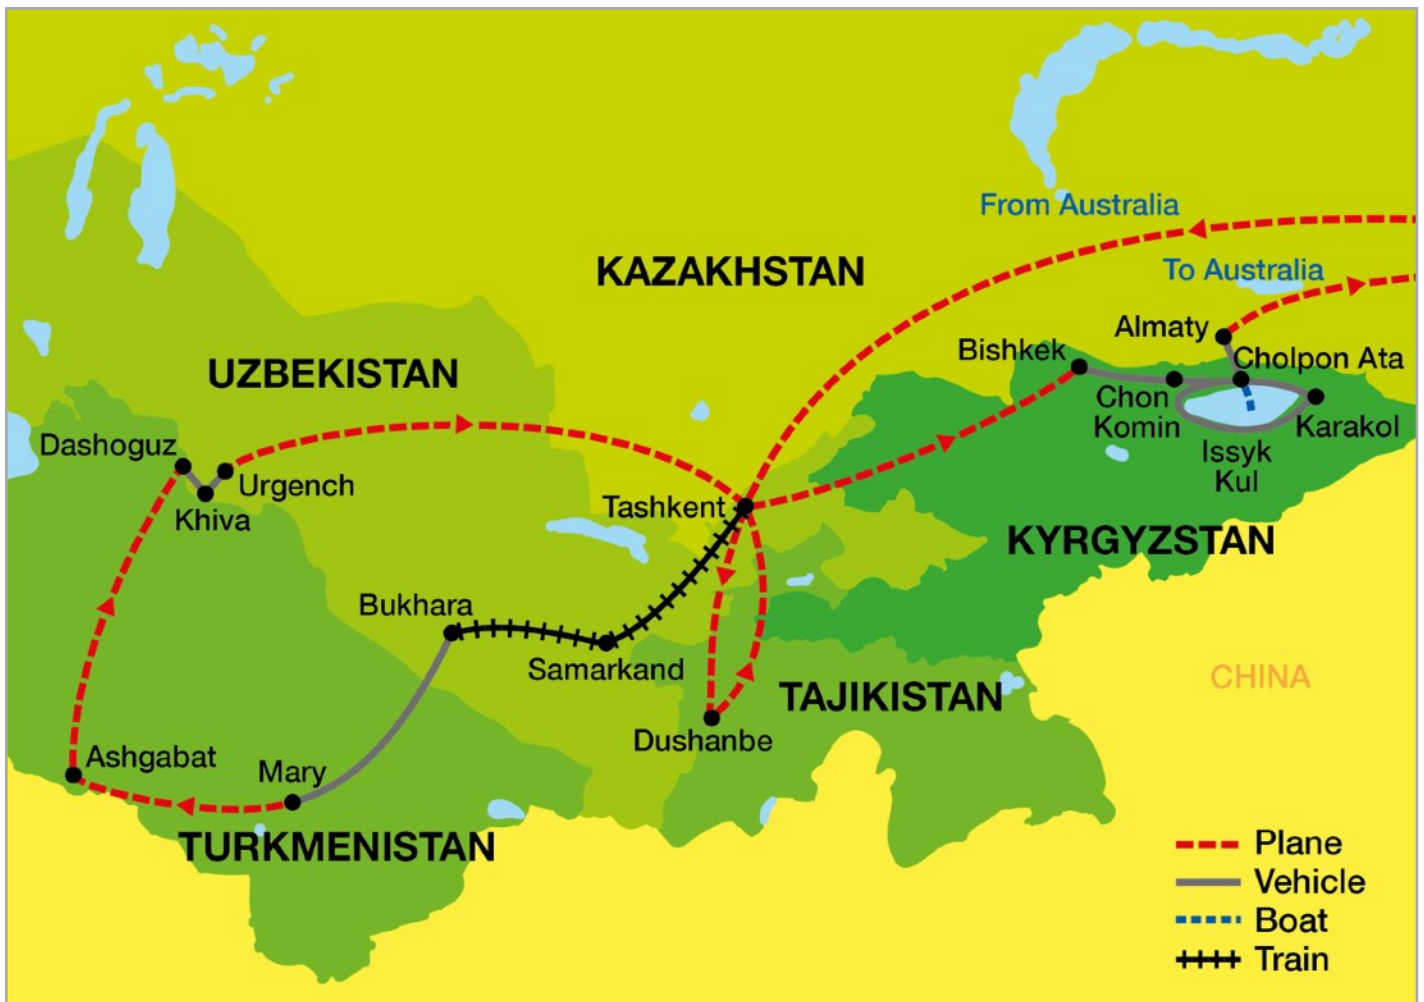 From Australia
KAZAKHSTAN
To Australia
Almaty
Bishkek
Cholpon Ata
UZBEKISTAN
Chon
Komin
Karakol
Issyk
Kul
Dashoguz
Urgench
Khiva
Tashkent
KYRGYZSTAN
Bukhara
Samarkand
CHINA
TAJIKISTAN
Dushanbe
Ashgabat
Mary
TURKMENISTAN
Plane
Vehicle
Boat
Train